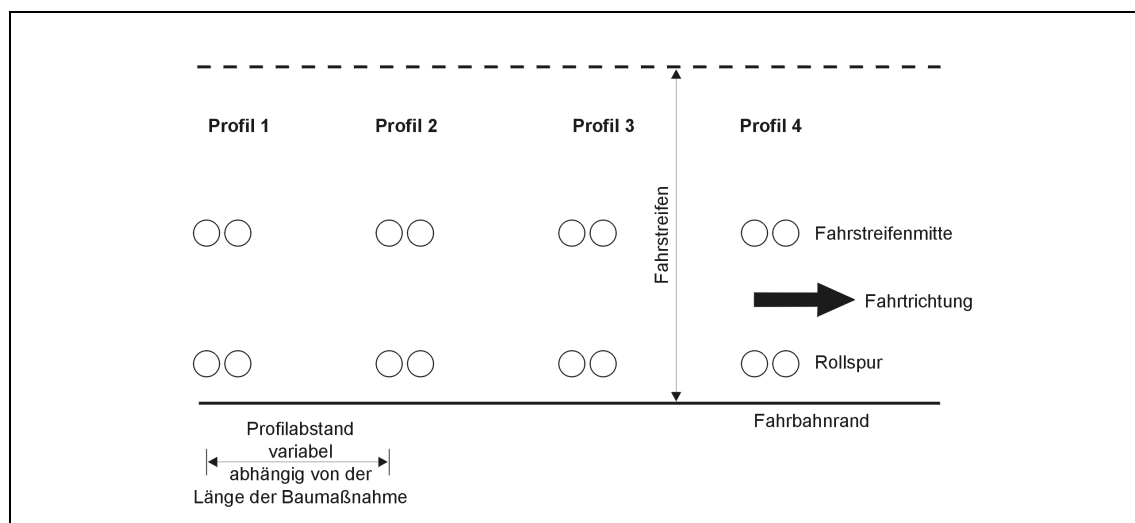 Profil 1 Profil 2 Profil 3 Profil 4
Fahrstreifen
Fahrstreifenmitte
Fahrtrichtung
Rollspur
Fahrbahnrand
Profilabstand
variabel
abhängig von der
Länge der Baumaßnahme